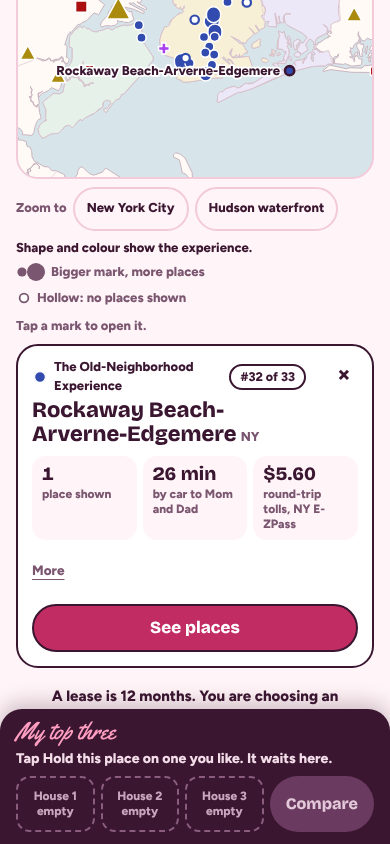 Rockaway Beach-Arverne-Edgemere
Zoom to
New York City
Hudson waterfront
Shape and colour show the experience.
Bigger mark, more places
Hollow: no places shown
Tap a mark to open it.
The Old-Neighborhood
Experience
#32 of 33
×
Rockaway Beach-
Arverne-Edgemere NY
1
place shown
26 min
by car to Mom
and Dad
$5.60
round-trip
tolls, NY E-
ZPass
More
See places
A lease is 12 months. You are choosing an
My top three
Tap Hold this place on one you like. It waits here.
House 1
empty
House 2
empty
House 3
empty
Compare